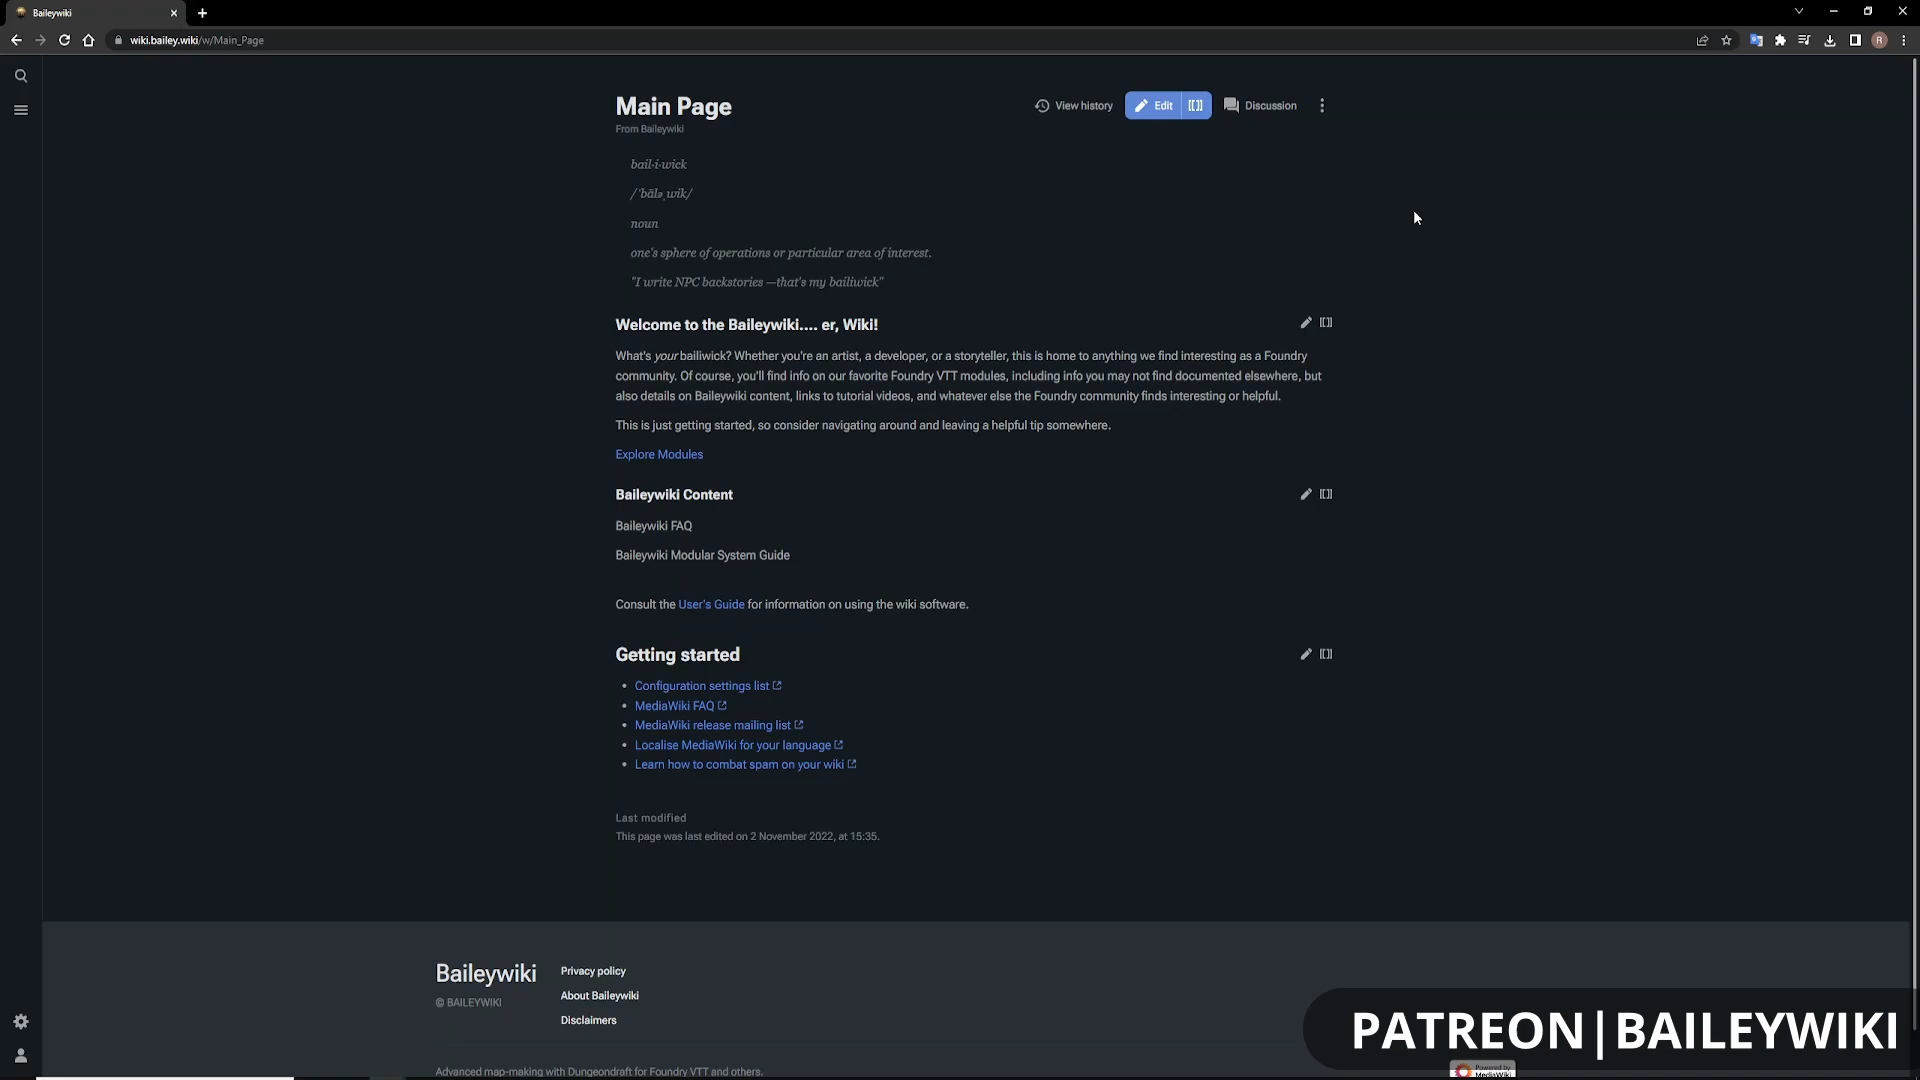 Baileywiki
wiki.bailey.wiki/w/Main_Page
R
Main Page
View history
Edit
Discussion
From Baileywiki
bail·i·wick
/ˈbāləˌwik/
noun
one's sphere of operations or particular area of interest.
"I write NPC backstories —that's my bailiwick"
Welcome to the Baileywiki.... er, Wiki!
What's your bailiwick? Whether you're an artist, a developer, or a storyteller, this is home to anything we find interesting as a Foundry
community. Of course, you'll find info on our favorite Foundry VTT modules, including info you may not find documented elsewhere, but
also details on Baileywiki content, links to tutorial videos, and whatever else the Foundry community finds interesting or helpful.
This is just getting started, so consider navigating around and leaving a helpful tip somewhere.
Explore Modules
Baileywiki Content
Baileywiki FAQ
Baileywiki Modular System Guide
Consult the User's Guide for information on using the wiki software.
Getting started
• Configuration settings list
• MediaWiki FAQ
• MediaWiki release mailing list
• Localise MediaWiki for your language
• Learn how to combat spam on your wiki
Last modified
This page was last edited on 2 November 2022, at 15:35.
Baileywiki
© BAILEYWIKI
Privacy policy
About Baileywiki
Disclaimers
PATREON|BAILEYWIKI
Advanced map-making with Dungeondraft for Foundry VTT and others.
Powered by
MediaWiki